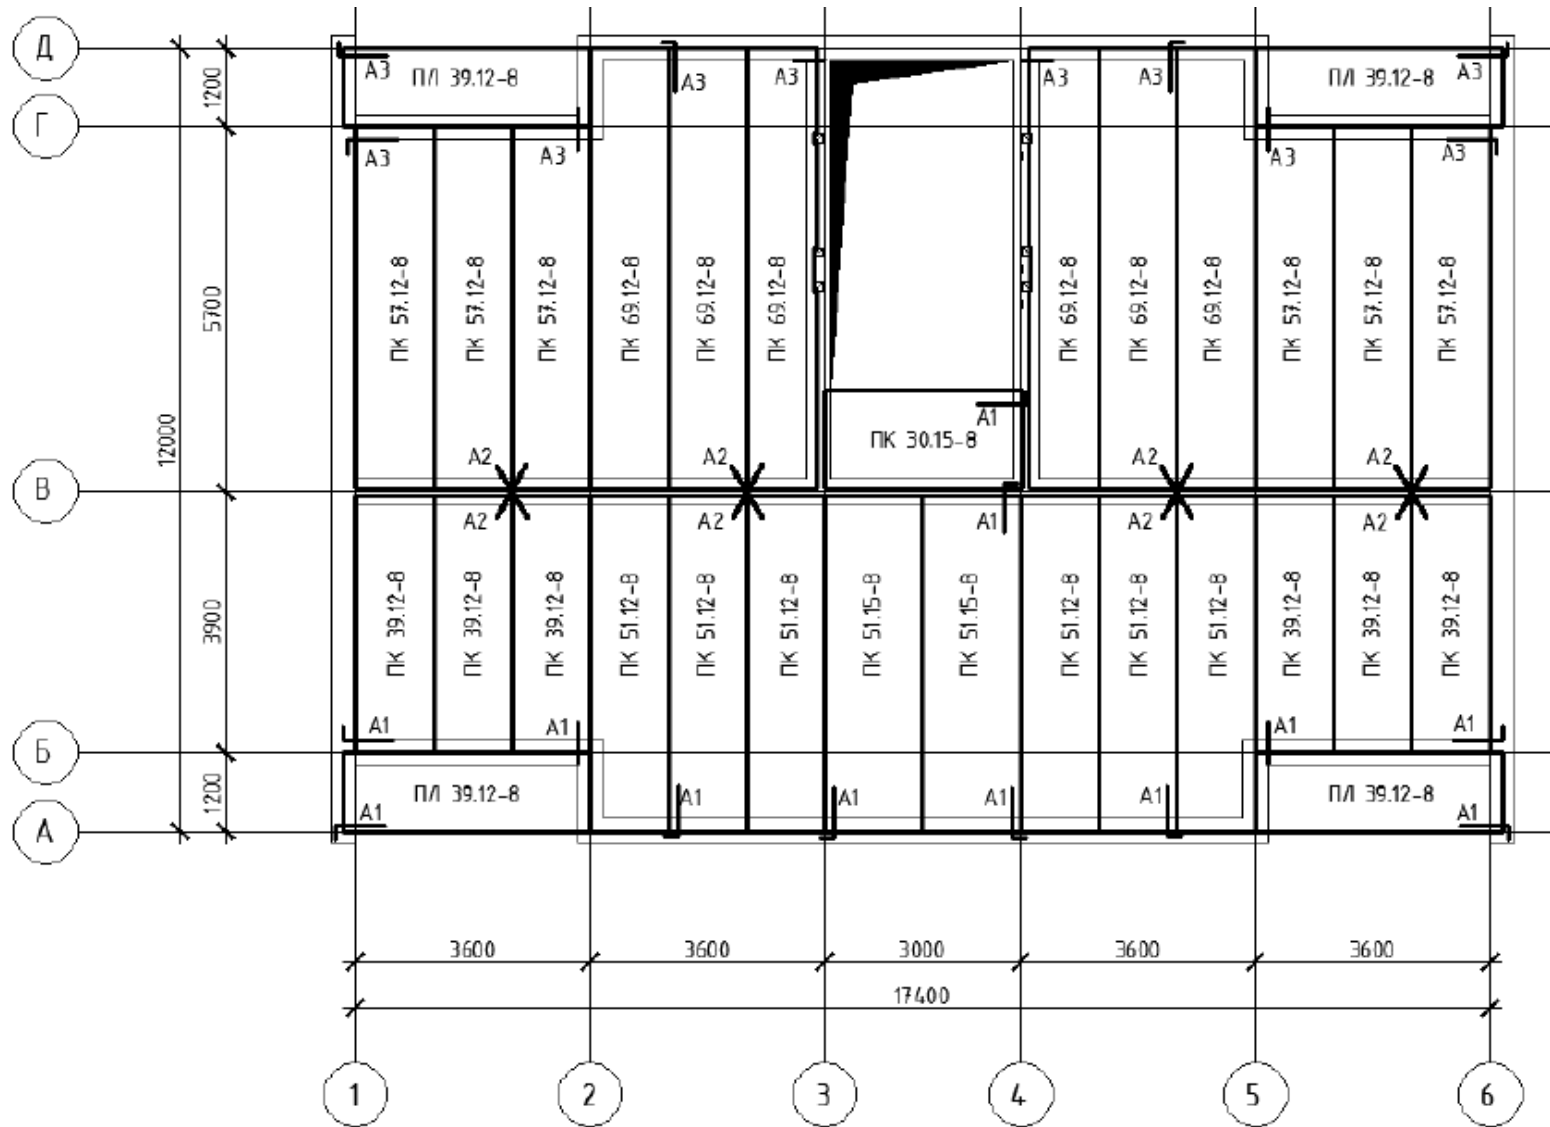 Д
А3
ПЛ 39.12-8
А3
А3
А3
А3
ПЛ 39.12-8
А3
1200
Г
А3
А3
А3
А3
5700
12000
ПК 57.12-8
ПК 57.12-8
ПК 57.12-8
ПК 69.12-8
ПК 69.12-8
ПК 69.12-8
ПК 69.12-8
ПК 69.12-8
ПК 69.12-8
ПК 57.12-8
ПК 57.12-8
ПК 57.12-8
А1
ПК 30.15-8
А2
А2
А2
А2
В
А2
А2
А1
А2
А2
3900
ПК 39.12-8
ПК 39.12-8
ПК 39.12-8
ПК 51.12-8
ПК 51.12-8
ПК 51.12-8
ПК 51.15-8
ПК 51.15-8
ПК 51.12-8
ПК 51.12-8
ПК 51.12-8
ПК 39.12-8
ПК 39.12-8
ПК 39.12-8
А1
А1
А1
А1
Б
1200
ПЛ 39.12-8
А1
А1
А1
А1
А1
ПЛ 39.12-8
А1
А
3600
3600
3000
3600
3600
17400
1
2
3
4
5
6